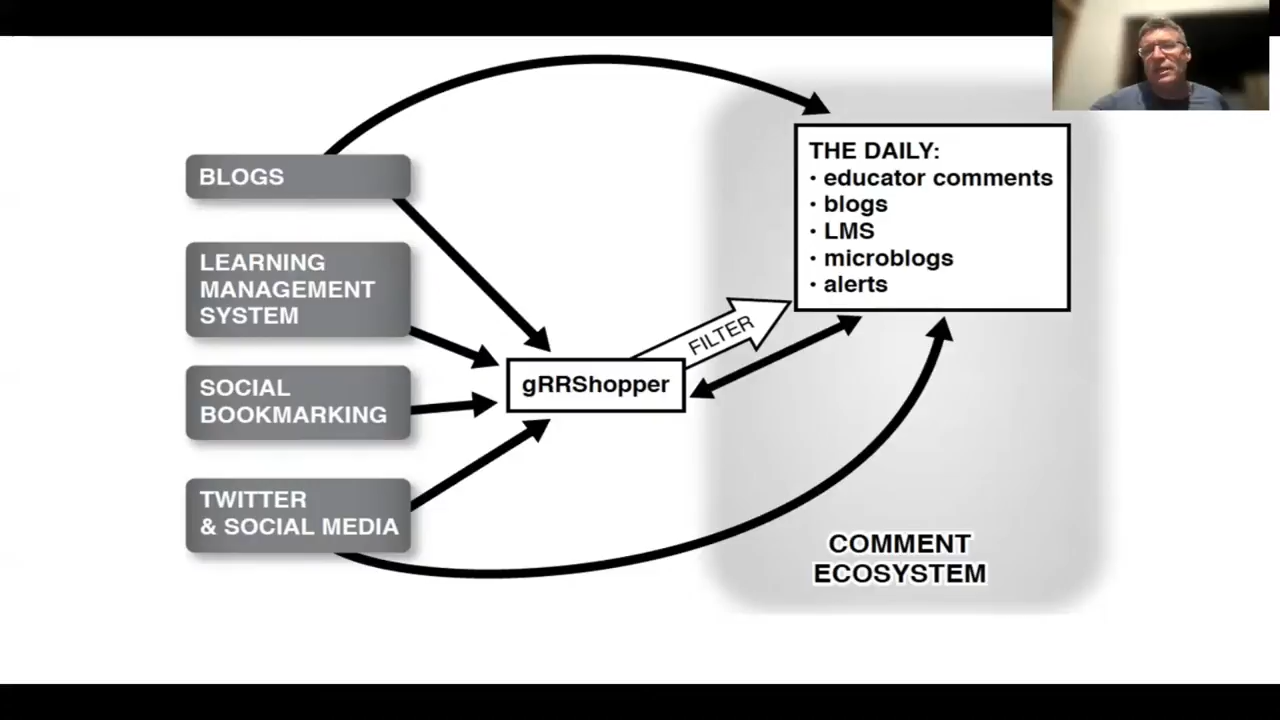 BLOGS
LEARNING
MANAGEMENT
SYSTEM
SOCIAL
BOOKMARKING
TWITTER
& SOCIAL MEDIA
gRRShopper
FILTER
THE DAILY:
· educator comments
· blogs
· LMS
· microblogs
· alerts
COMMENT
ECOSYSTEM